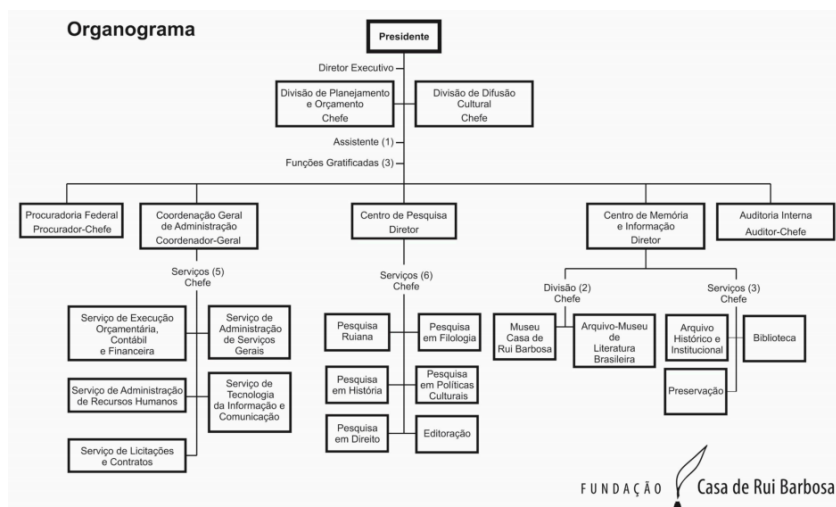 Organograma
Presidente
Diretor Executivo
Divisão de Planejamento
e Orçamento
Chefe
Divisão de Difusão
Cultural
Chefe
Assistente (1)
Funções Gratificadas (3)
Procuradoria Federal
Procurador-Chefe
Coordenação Geral
de Administração
Coordenador-Geral
Centro de Pesquisa
Diretor
Centro de Memória
e Informação
Diretor
Auditoria Interna
Auditor-Chefe
Serviços (5)
Chefe
Serviço de Execução
Orçamentária,
Contábil
e Financeira
Serviço de
Administração
de Serviços
Gerais
Serviço de Administração
de Recursos Humanos
Serviço de
Tecnologia
da Informação e
Comunicação
Serviço de Licitações
e Contratos
Serviços (6)
Chefe
Pesquisa
Ruiana
Pesquisa
em Filologia
Pesquisa
em História
Pesquisa
em Políticas
Culturais
Pesquisa
em Direito
Editoração
Divisão (2)
Chefe
Museu
Casa de
Rui Barbosa
Arquivo-Museu
de
Literatura
Brasileira
Serviços (3)
Chefe
Arquivo
Histórico e
Institucional
Biblioteca
Preservação
FUNDAÇÃO Casa de Rui Barbosa